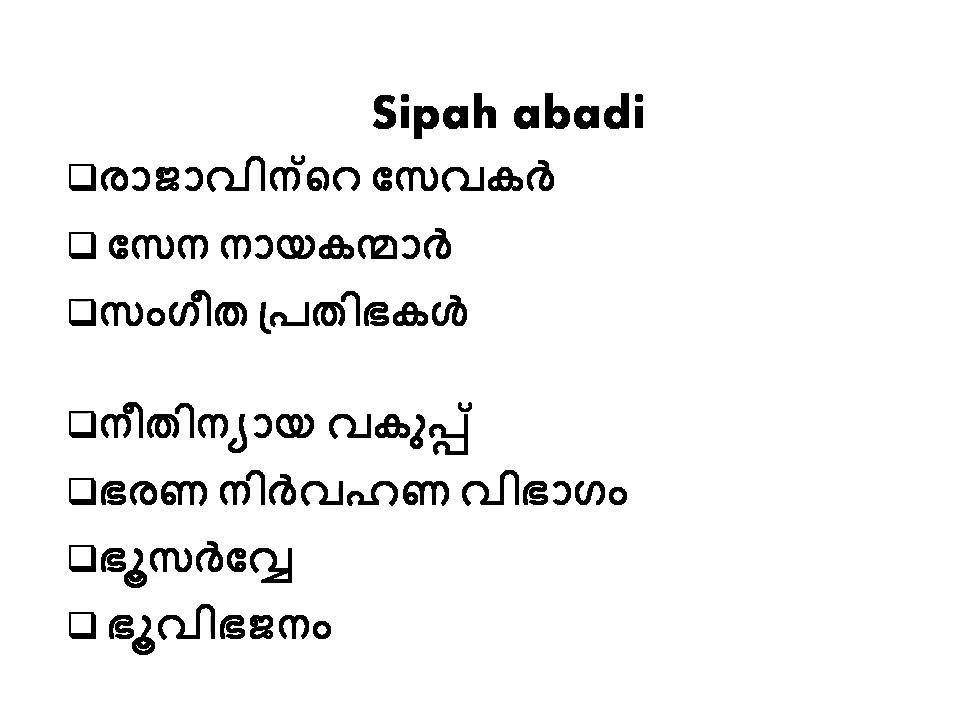 Sipah abadi
❑രാജാവിന്റെ സേവകർ
❑ സേന നായകന്മാർ
❑സംഗീത പ്രതിഭകൾ
❑നീതിന്യായ വകുപ്പ്
❑ഭരണ നിർവഹണ വിഭാഗം
❑ഭൂസർവ്വേ
❑ ഭൂവിഭജനം